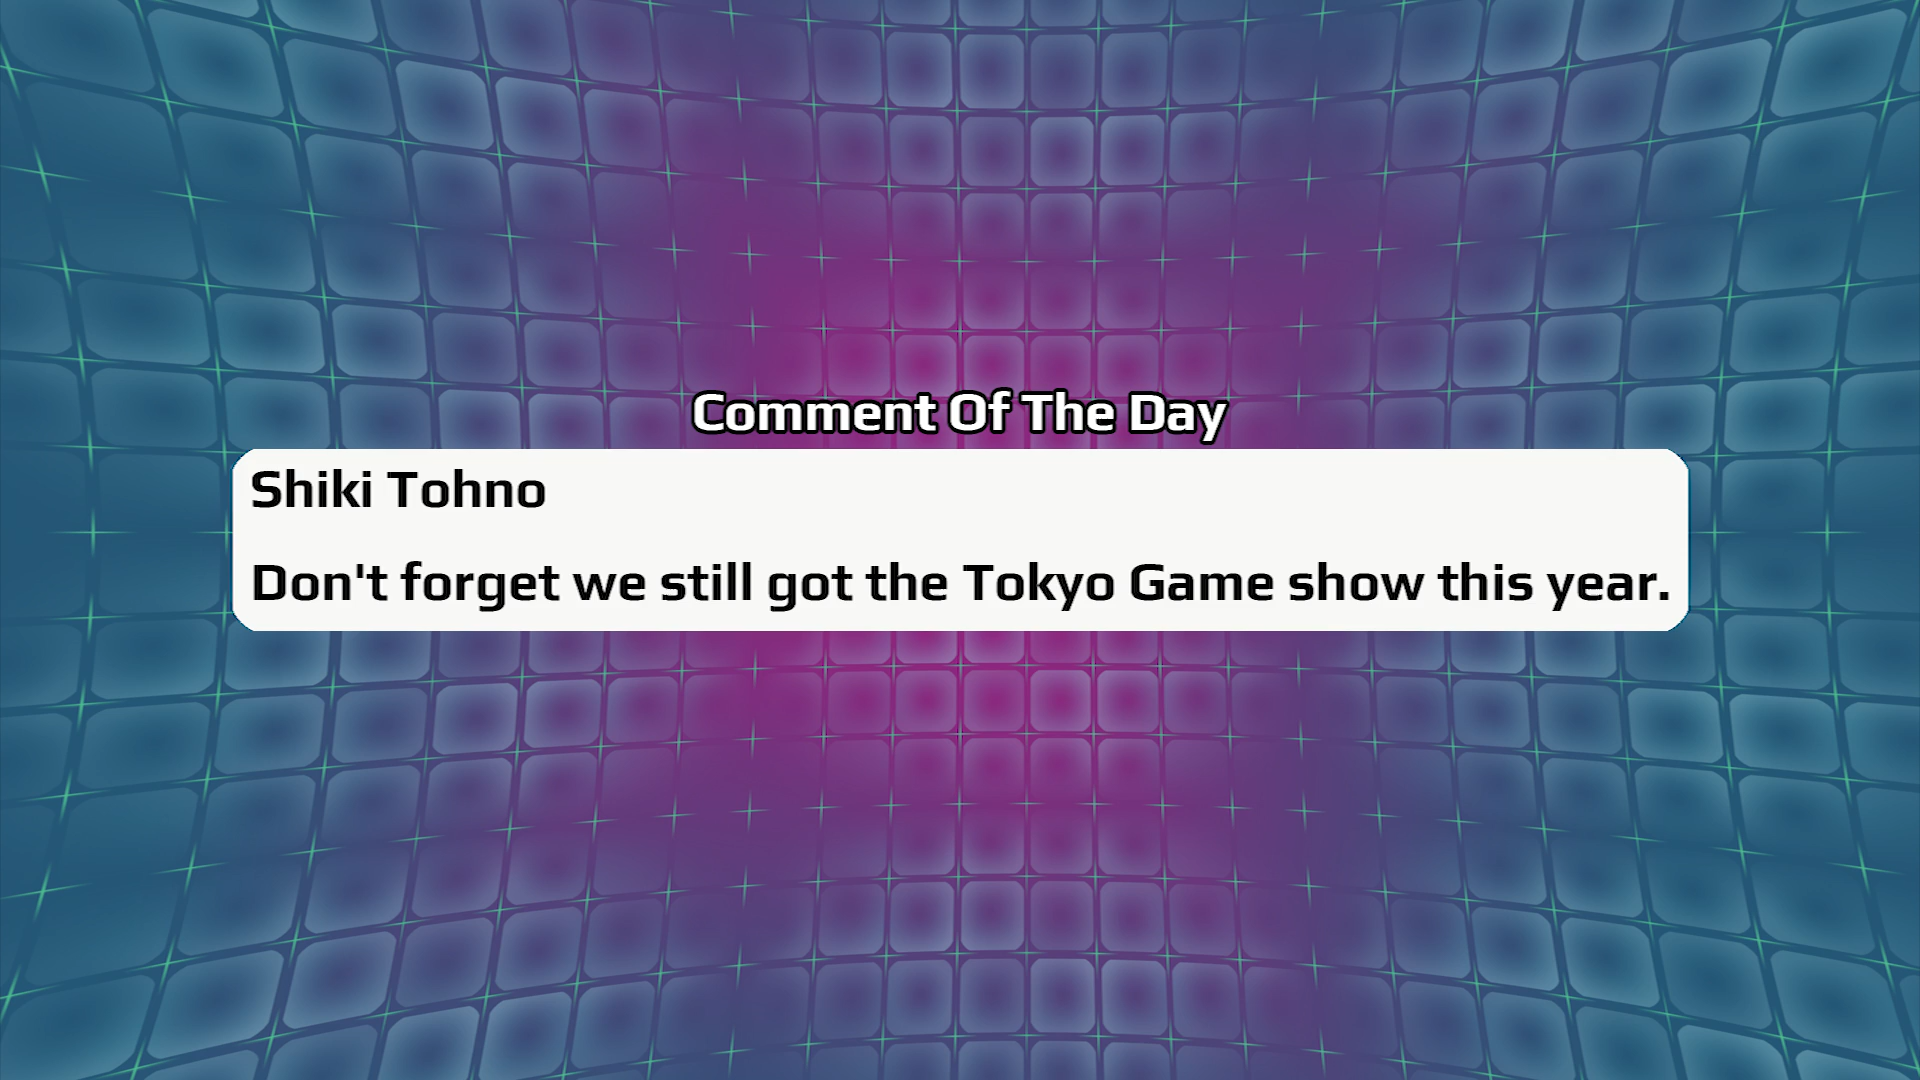 Comment Of The Day
Shiki Tohno
Don't forget we still got the Tokyo Game show this year.